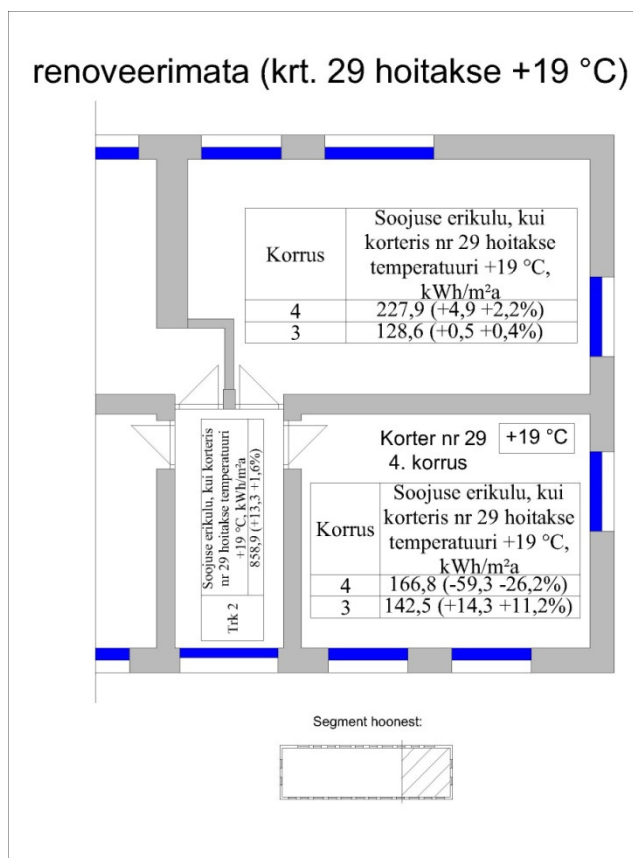 renoveerimata (krt. 29 hoitakse +19 °C)
Korrus
Soojuse erikulu, kui
korteris nr 29 hoitakse
temperatuuri +19 °C,
kWh/m²a
4 227,9 (+4,9 +2,2%)
3 128,6 (+0,5 +0,4%)
Trk 2
Soojuse erikulu, kui korteris
nr 29 hoitakse temperatuuri
+19 °C, kWh/m²a
858,9 (+13,3 +1,6%)
Korter nr 29 +19 °C
4. korrus
Korrus
Soojuse erikulu, kui
korteris nr 29 hoitakse
temperatuuri +19 °C,
kWh/m²a
4 166,8 (-59,3 -26,2%)
3 142,5 (+14,3 +11,2%)
Segment hoonest: